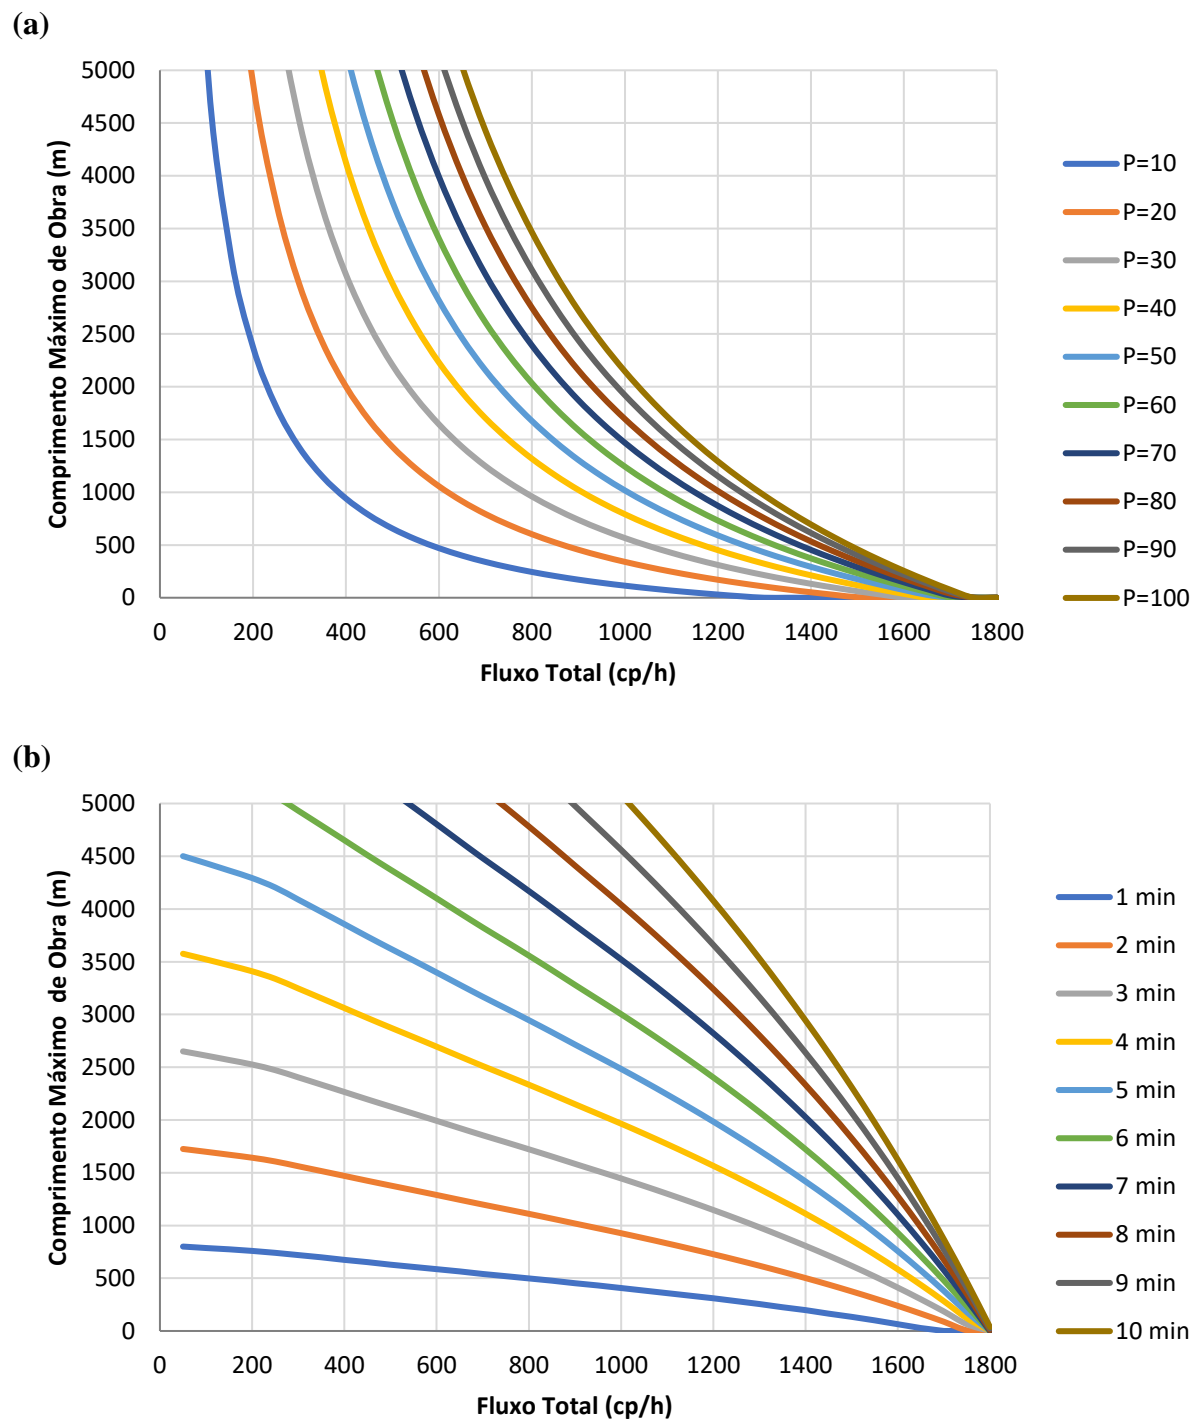 (a)
5000
4500
4000
3500
3000
2500
2000
1500
1000
500
0
Comprimento Máximo de Obra (m)
0 200 400 600 800 1000 1200 1400 1600 1800
Fluxo Total (cp/h)
P=10
P=20
P=30
P=40
P=50
P=60
P=70
P=80
P=90
P=100
(b)
5000
4500
4000
3500
3000
2500
2000
1500
1000
500
0
Comprimento Máximo de Obra (m)
0 200 400 600 800 1000 1200 1400 1600 1800
Fluxo Total (cp/h)
1 min
2 min
3 min
4 min
5 min
6 min
7 min
8 min
9 min
10 min